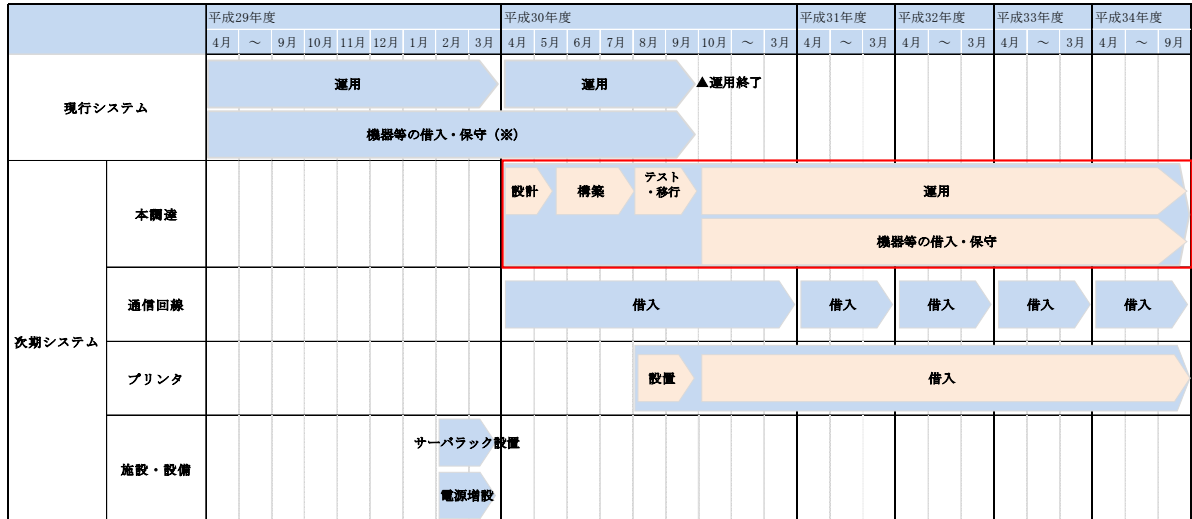 平成29年度 平成30年度 平成31年度 平成32年度 平成33年度 平成34年度
4月 ～ 9月 10月 11月 12月 1月 2月 3月 4月 5月 6月 7月 8月 9月 10月 ～ 3月 4月 ～ 3月 4月 ～ 3月 4月 ～ 3月 4月 ～ 9月
現行システム
運用 運用 ▲運用終了
機器等の借入・保守（※）
次期システム
本調達
設計 構築 テスト
・移行
運用
機器等の借入・保守
通信回線
借入 借入 借入 借入 借入
プリンタ
設置 借入
施設・設備
サーバラック設置
電源増設